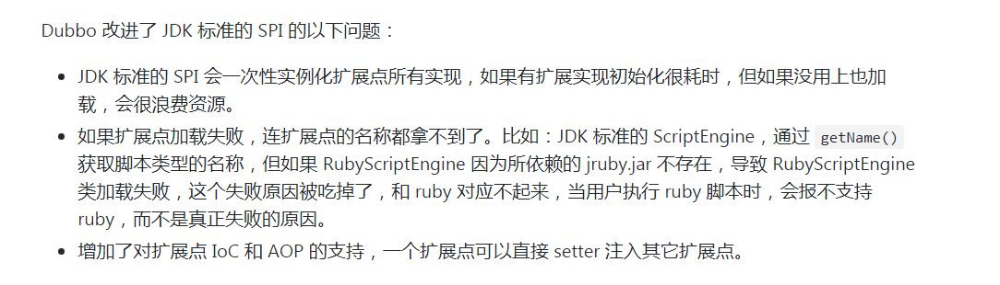 Dubbo 改进了 JDK 标准的 SPI 的以下问题：
JDK 标准的 SPI 会一次性实例化扩展点所有实现，如果有扩展实现初始化很耗时，但如果没用上也加
载，会很浪费资源。
如果扩展点加载失败，连扩展点的名称都拿不到了。比如：JDK 标准的 ScriptEngine，通过 getName()
获取脚本类型的名称，但如果 RubyScriptEngine 因为所依赖的 jruby.jar 不存在，导致 RubyScriptEngine
类加载失败，这个失败原因被吃掉了，和 ruby 对应不起来，当用户执行 ruby 脚本时，会报不支持
ruby，而不是真正失败的原因。
增加了对扩展点 IoC 和 AOP 的支持，一个扩展点可以直接 setter 注入其它扩展点。